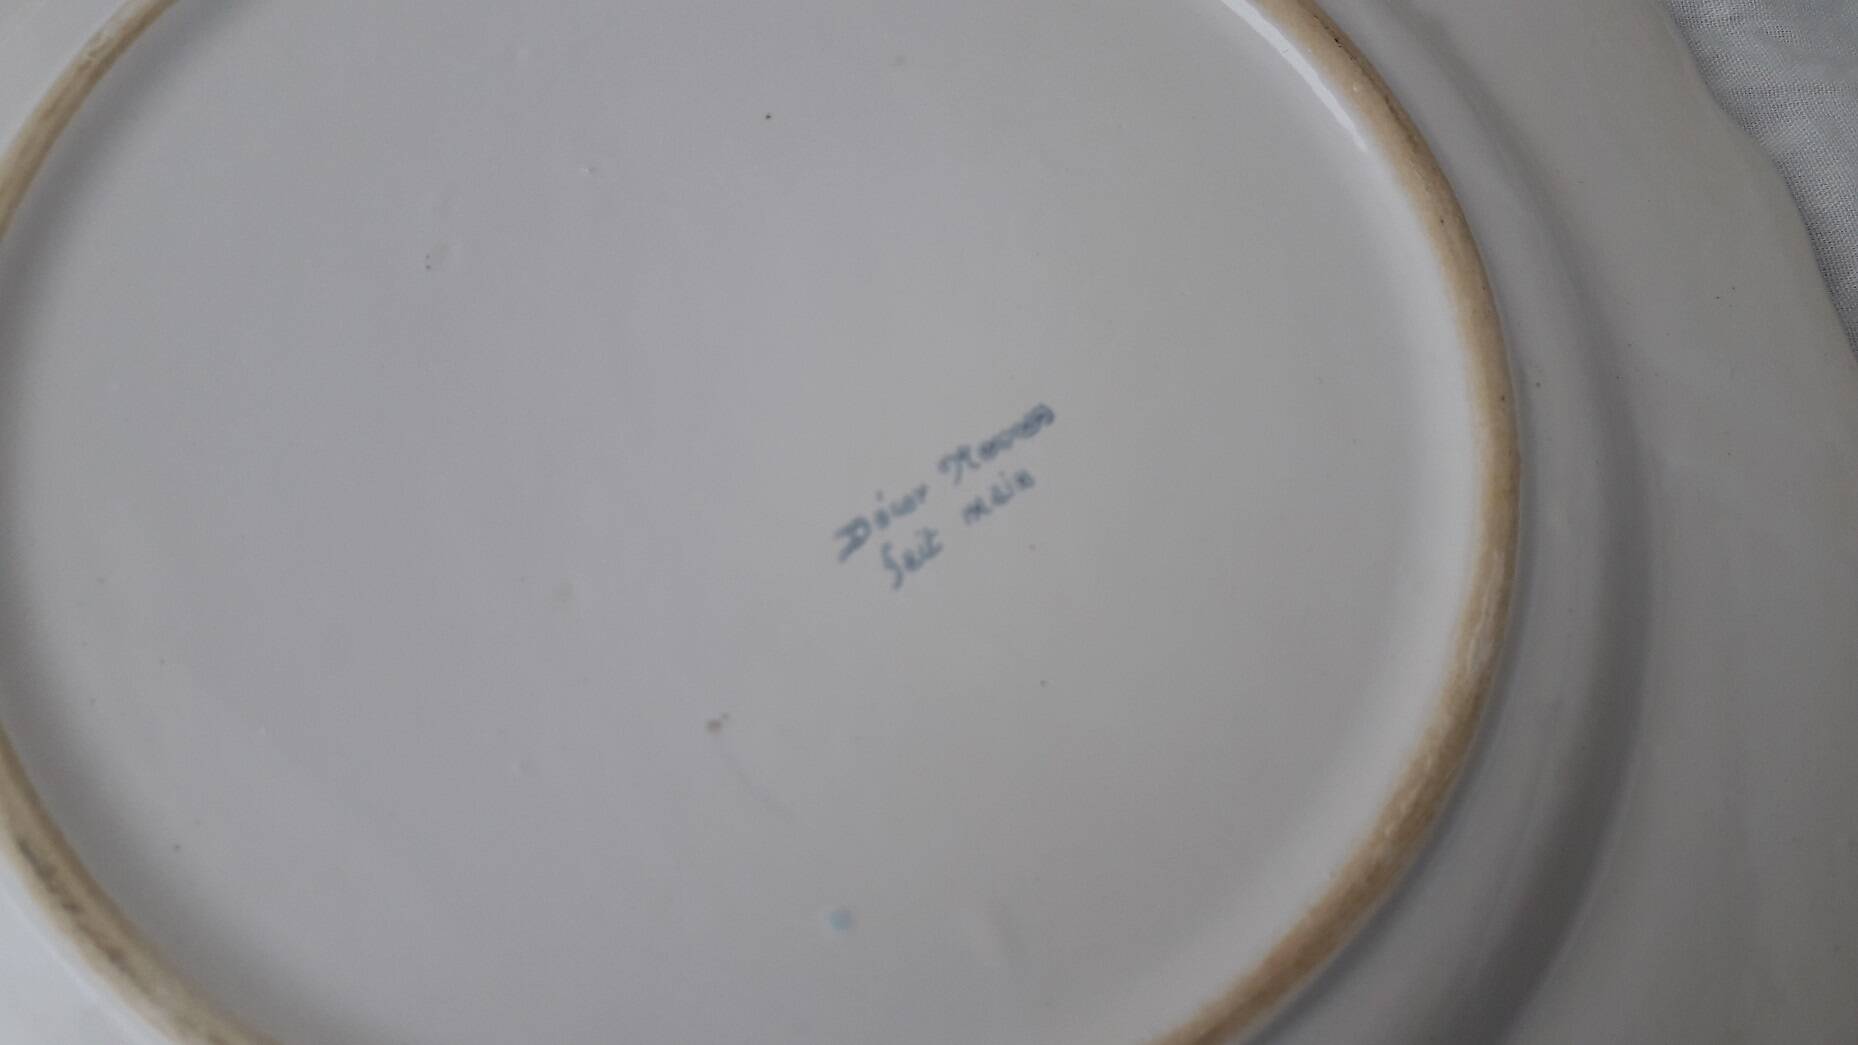 Décor Rouen
fait main